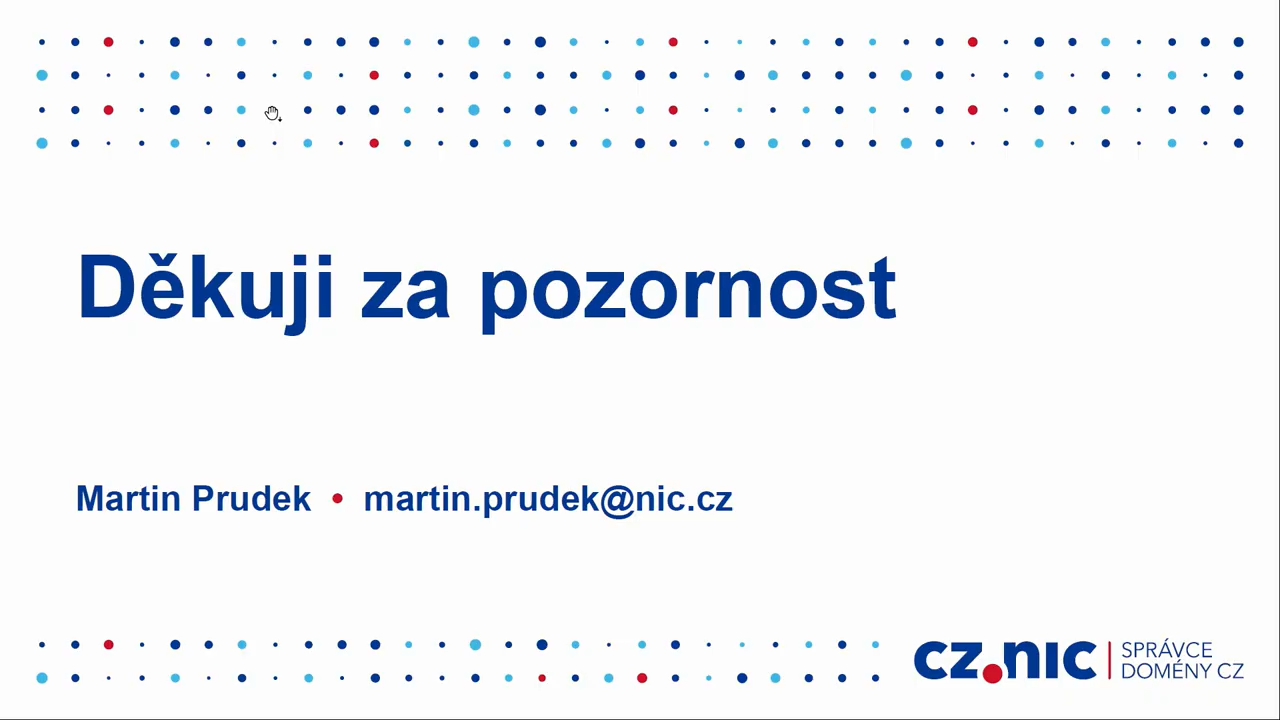 Děkuji za pozornost
Martin Prudek • martin.prudek@nic.cz
CZ.NIC | SPRÁVCE
DOMÉNY CZ